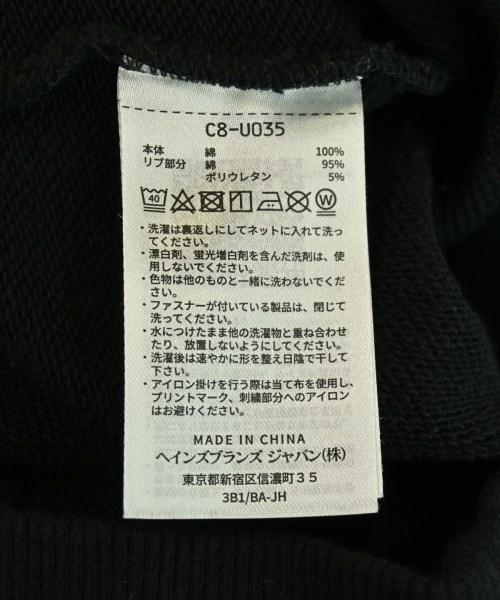 C8-U035
本体 綿 100%
リブ部分 綿 95%
ポリウレタン 5%
40
W
・洗濯は裏返しにしてネットに入れて洗っ
てください。
・漂白剤、蛍光増白剤を含んだ洗剤は、使
用しないでください。
・色物は他のものと一緒に洗わないでくだ
さい。
・ファスナーが付いている製品は、閉じて
洗ってください。
・水につけたまま他の洗濯物と重ね合わせ
たり、放置しないようにしてください。
・洗濯後は速やかに形を整え日陰で干して
下さい。
・アイロン掛けを行う際は当て布を使用し、
プリントマーク、刺繍部分へのアイロン
はお避けください。
MADE IN CHINA
ヘインズブランズ ジャパン(株)
東京都新宿区信濃町３５
3B1/BA-JH